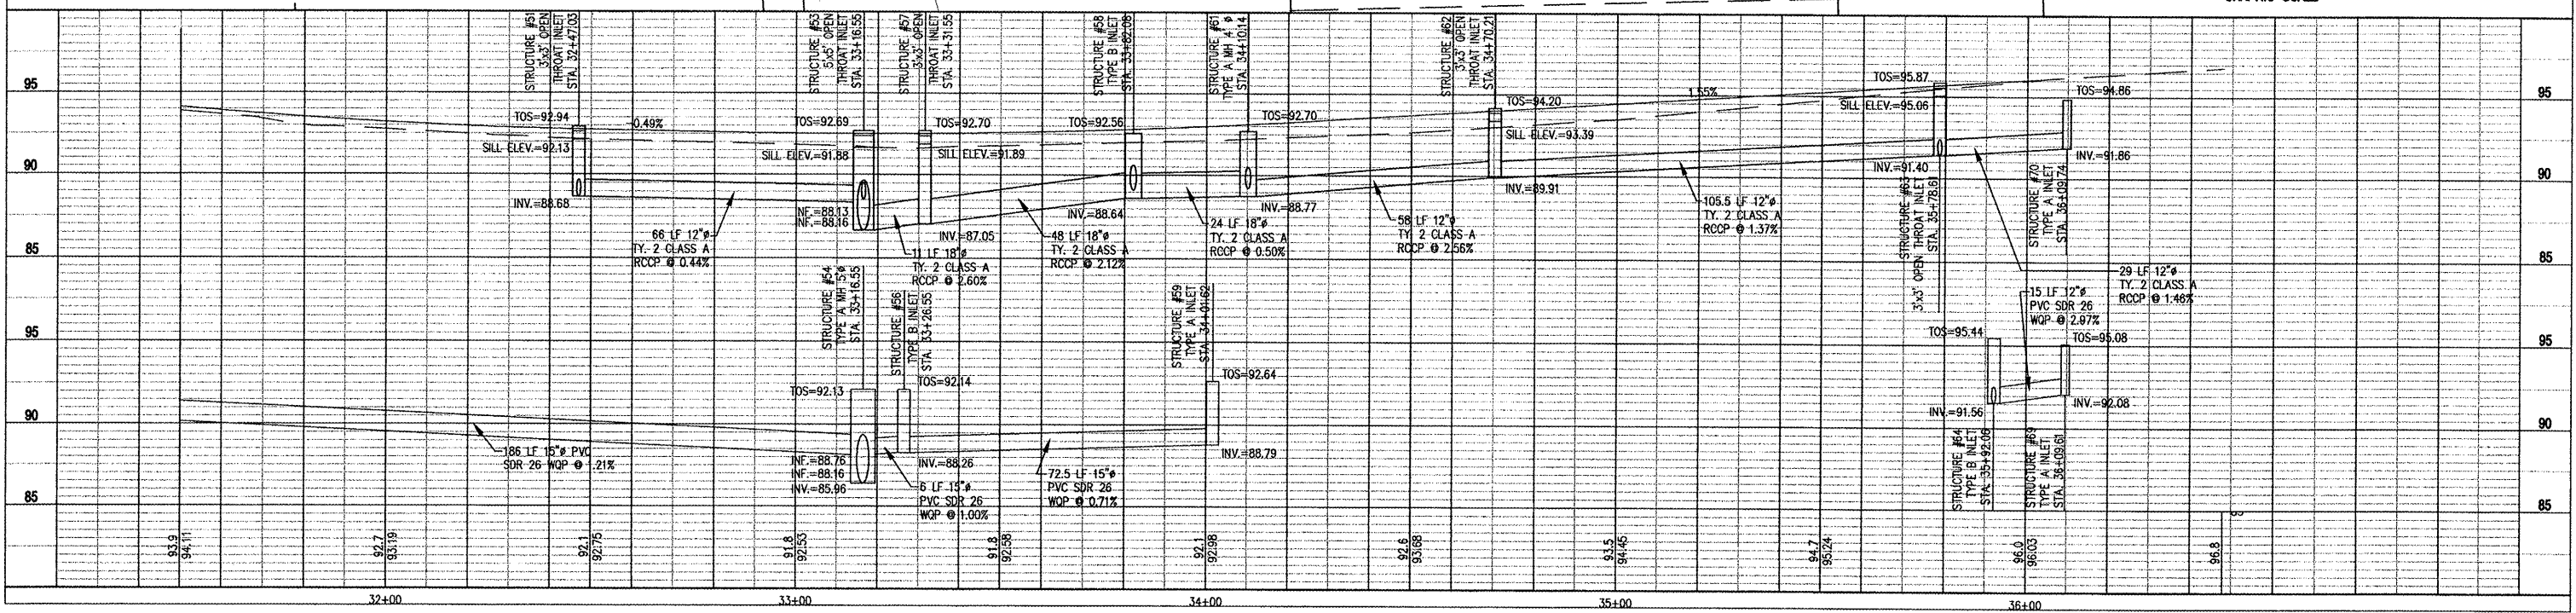 STRUCTURE #51
3'x3' OPEN
THROAT INLET
STA. 32+47.03
STRUCTURE #53
5'x5' OPEN
THROAT INLET
STA. 33+16.55
STRUCTURE #57
3'x3' OPEN
THROAT INLET
STA. 33+31.55
STRUCTURE #58
TYPE B INLET
STA. 33+82.08
STRUCTURE #61
TYPE A MH 4' ø
STA. 34+10.14
STRUCTURE #62
3'x3' OPEN
THROAT INLET
STA. 34+70.21
95
TOS=92.94
-0.49%
SILL ELEV.=92.13
TOS=92.69
SILL ELEV.=91.88
TOS=92.70
SILL ELEV.=91.89
TOS=92.56
TOS=92.70
TOS=94.20
SILL ELEV.=93.39
1.55%
TOS=95.87
SILL ELEV.=95.06
TOS=94.86
95
90
INV.=88.68
INF.=88.13
INF.=88.16
INV.=87.05
INV.=88.64
INV.=88.77
INV.=89.91
INV.=91.40
INV.=91.86
90
66 LF 12"ø
TY. 2 CLASS A
RCCP @ 0.44%
11 LF 18"ø
TY. 2 CLASS A
RCCP @ 2.60%
48 LF 18"ø
TY. 2 CLASS A
RCCP @ 2.12%
24 LF 18"ø
TY. 2 CLASS A
RCCP @ 0.50%
58 LF 12"ø
TY. 2 CLASS A
RCCP @ 2.56%
105.5 LF 12"ø
TY. 2 CLASS A
RCCP @ 1.37%
STRUCTURE #63
3'x3' OPEN THROAT INLET
STA. 35+78.61
STRUCTURE #70
TYPE A INLET
STA. 36+09.74
29 LF 12"ø
TY. 2 CLASS A
RCCP @ 1.46%
15 LF 12"ø
PVC SDR 26
WQP @ 2.97%
85
85
STRUCTURE #54
TYPE A MH 5'ø
STA. 33+16.55
STRUCTURE #56
TYPE B INLET
STA. 33+26.55
STRUCTURE #59
TYPE A INLET
STA. 34+01.62
95
95
TOS=92.13
TOS=92.14
TOS=92.64
TOS=95.44
TOS=95.08
90
90
INF.=88.76
INF.=88.16
INV.=85.96
INV.=88.26
INV.=88.79
INV.=91.56
INV.=92.08
186 LF 15"ø PVC
SDR 26 WQP @ 1.21%
6 LF 15"ø
PVC SDR 26
WQP @ 1.00%
72.5 LF 15"ø
PVC SDR 26
WQP @ 0.71%
STRUCTURE #64
TYPE B INLET
STA. 35+92.06
STRUCTURE #69
TYPE A INLET
STA. 36+09.61
85
85
93.9
94.11
92.7
93.19
92.1
92.75
91.8
92.53
91.8
92.58
92.1
92.98
92.6
93.68
93.5
94.45
94.7
95.24
96.0
96.03
96.8
32+00
33+00
34+00
35+00
36+00